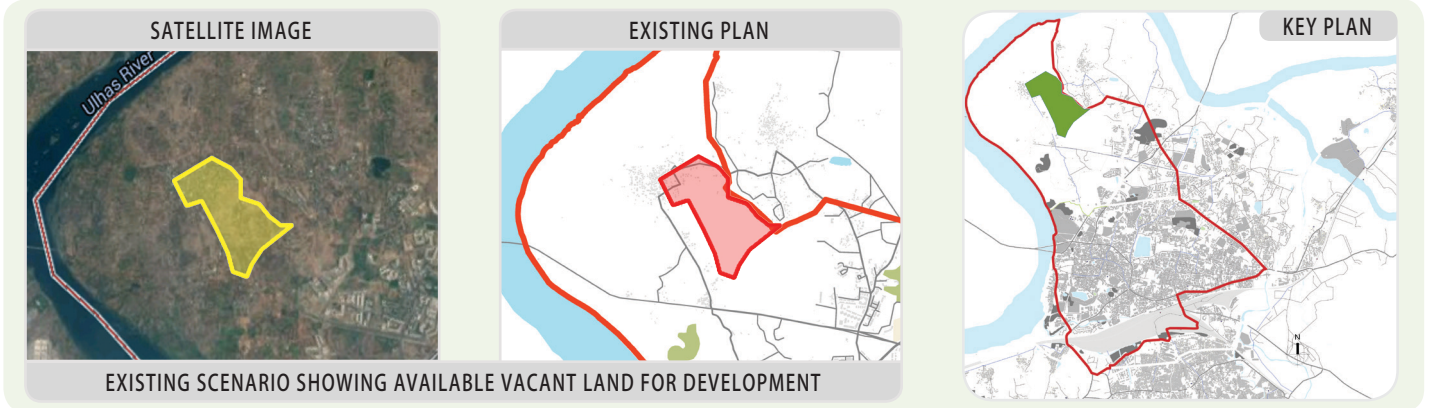 SATELLITE IMAGE
EXISTING PLAN
KEY PLAN
Ulhas River
N
EXISTING SCENARIO SHOWING AVAILABLE VACANT LAND FOR DEVELOPMENT